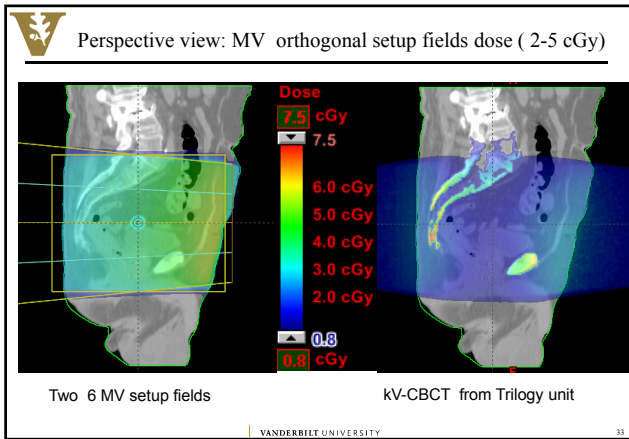 Perspective view: MV orthogonal setup fields dose ( 2-5 cGy)
Dose
7.5 cGy
7.5
6.0 cGy
5.0 cGy
4.0 cGy
3.0 cGy
2.0 cGy
0.8
0.8 cGy
Two 6 MV setup fields
kV-CBCT from Trilogy unit
VANDERBILT UNIVERSITY
33